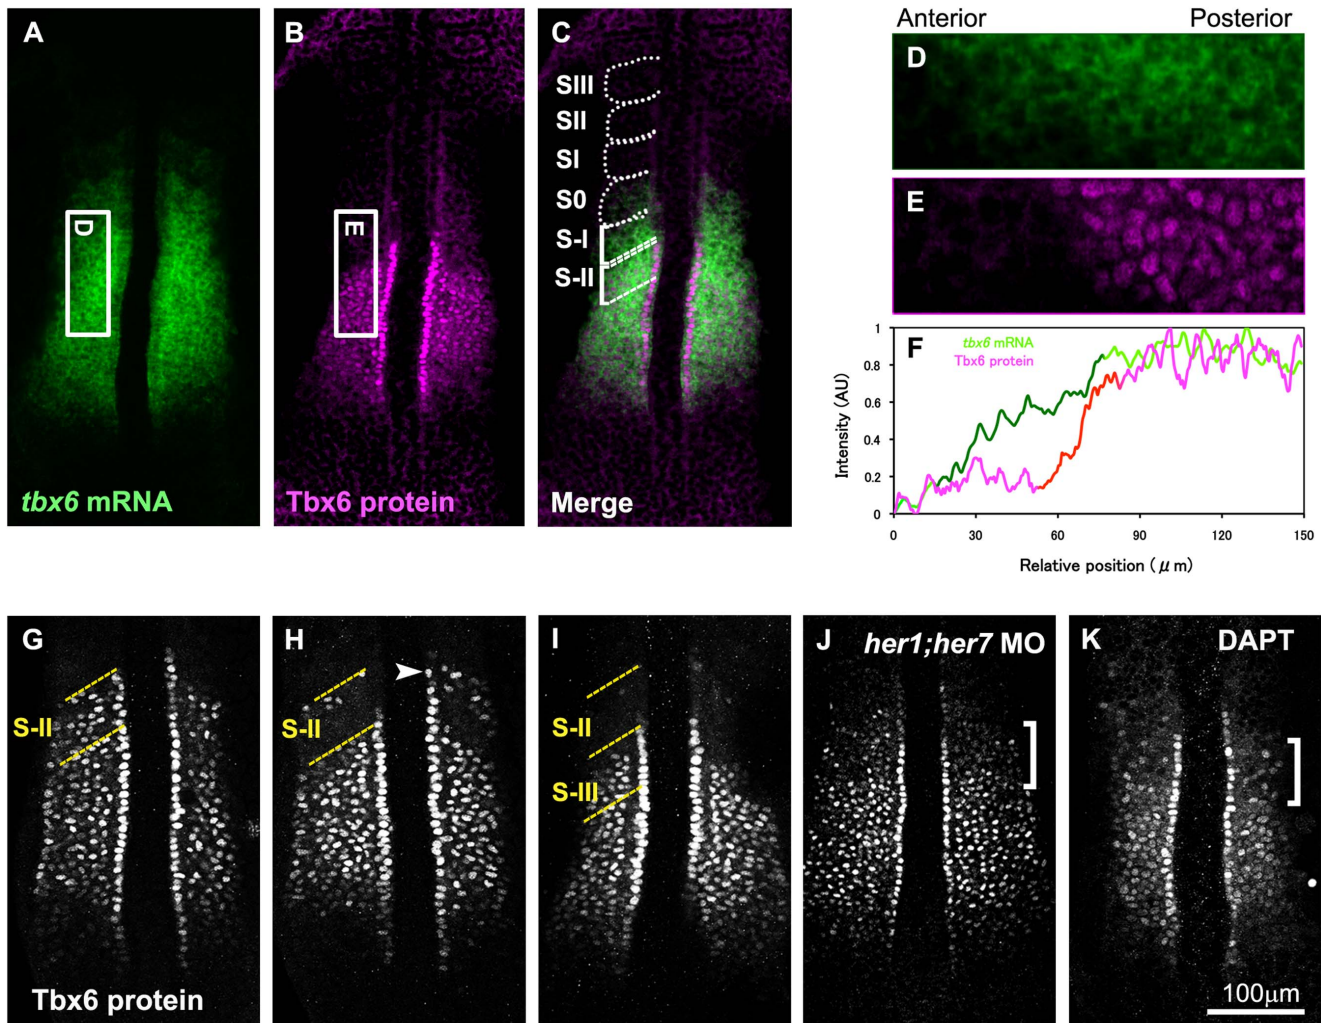 A
B
C
SIII
SII
SI
S0
S-I
S-II
D
E
tbx6 mRNA
Tbx6 protein
Merge
Anterior
Posterior
D
E
F
tbx6 mRNA
Tbx6 protein
Intensity (AU)
1
0.8
0.6
0.4
0.2
0
0
30
60
90
120
150
Relative position (μm)
G
S-II
Tbx6 protein
H
S-II
I
S-II
S-III
J
her1;her7 MO
K
DAPT
100μm